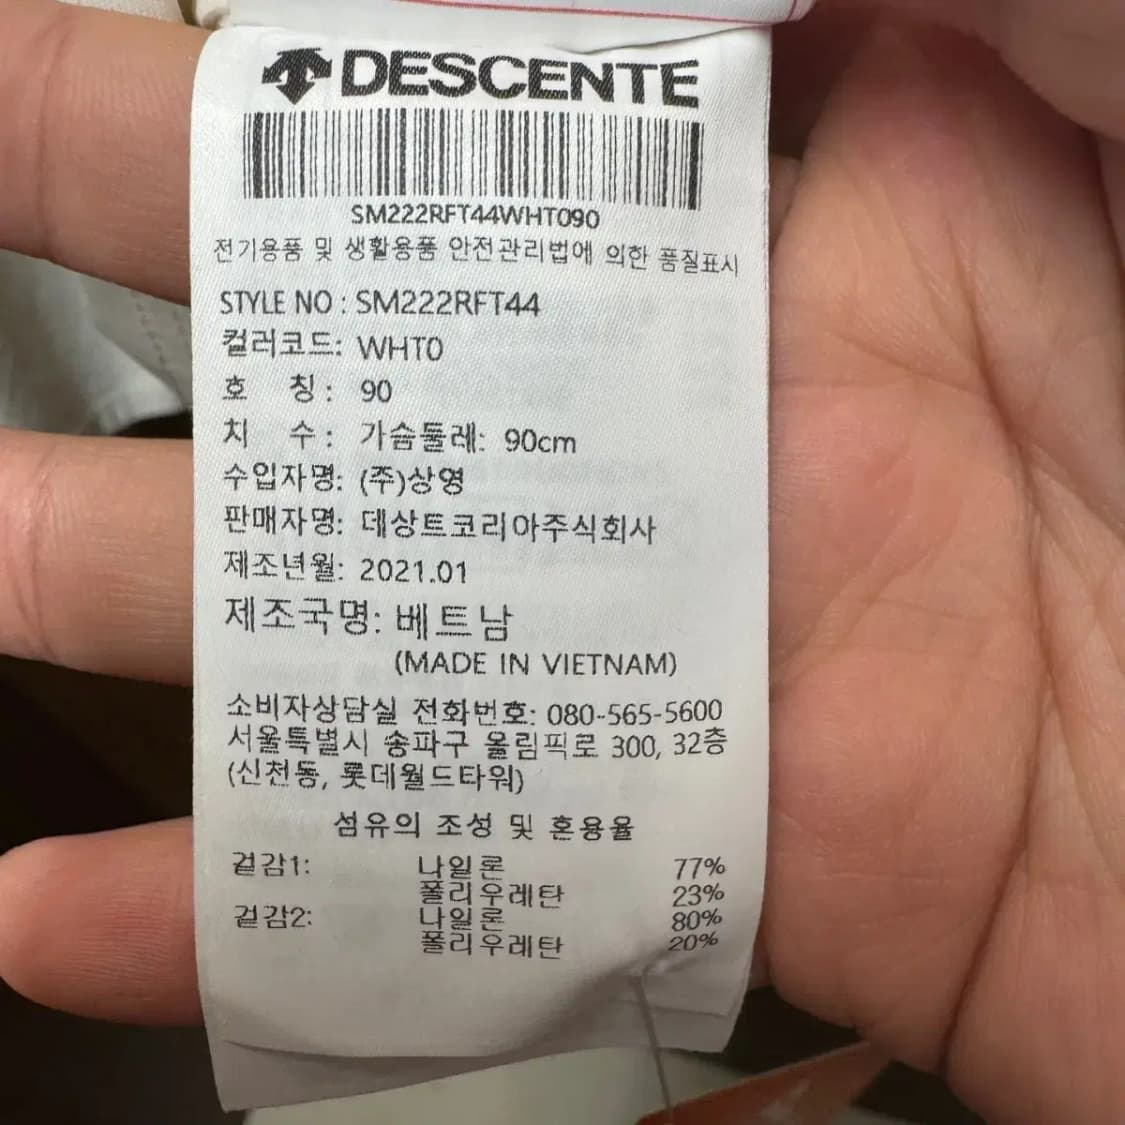 DESCENTE
SM222RFT44WHT090
전기용품 및 생활용품 안전관리법에 의한 품질표시
STYLE NO : SM222RFT44
컬러코드: WHT0
호 칭 : 90
치 수 : 가슴둘레: 90cm
수입자명: (주)상영
판매자명: 데상트코리아주식회사
제조년월: 2021.01
제조국명: 베트남
(MADE IN VIETNAM)
소비자상담실 전화번호: 080-565-5600
서울특별시 송파구 올림픽로 300, 32층
(신천동, 롯데월드타워)
섬유의 조성 및 혼용율
겉감1: 나일론 77%
폴리우레탄 23%
겉감2: 나일론 80%
폴리우레탄 20%